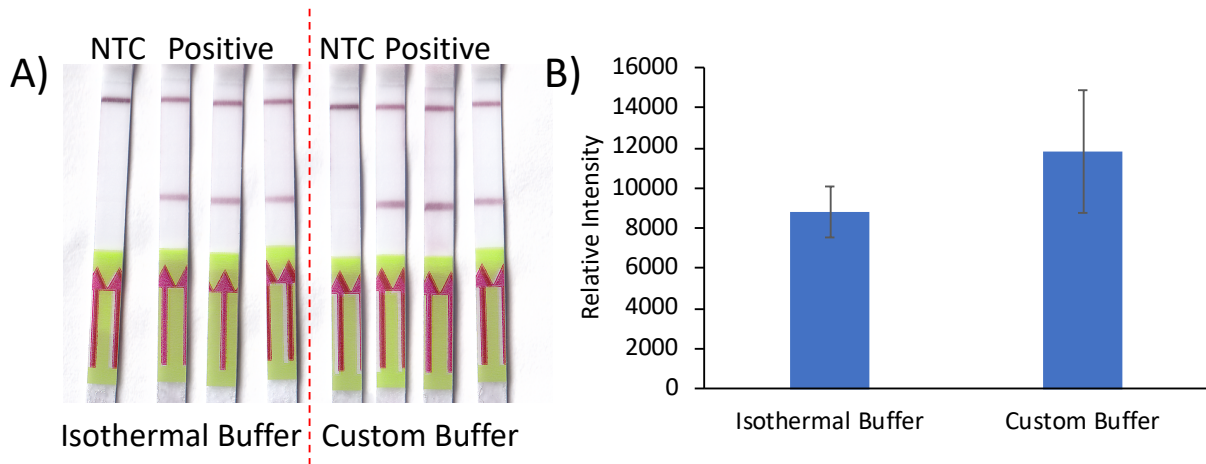 A)
NTC Positive
NTC Positive
Isothermal Buffer
Custom Buffer
B)
Relative Intensity
16000
14000
12000
10000
8000
6000
4000
2000
0
Isothermal Buffer
Custom Buffer